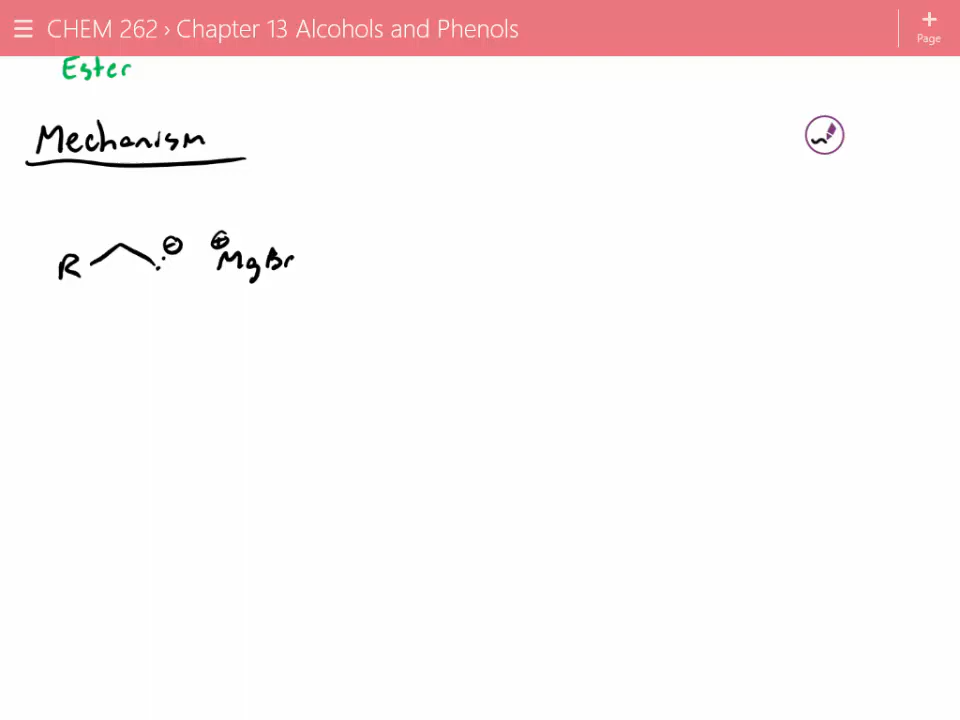 CHEM 262 › Chapter 13 Alcohols and Phenols
+
Page
Ester
Mechanism
R ⊖ ⊕MgBr